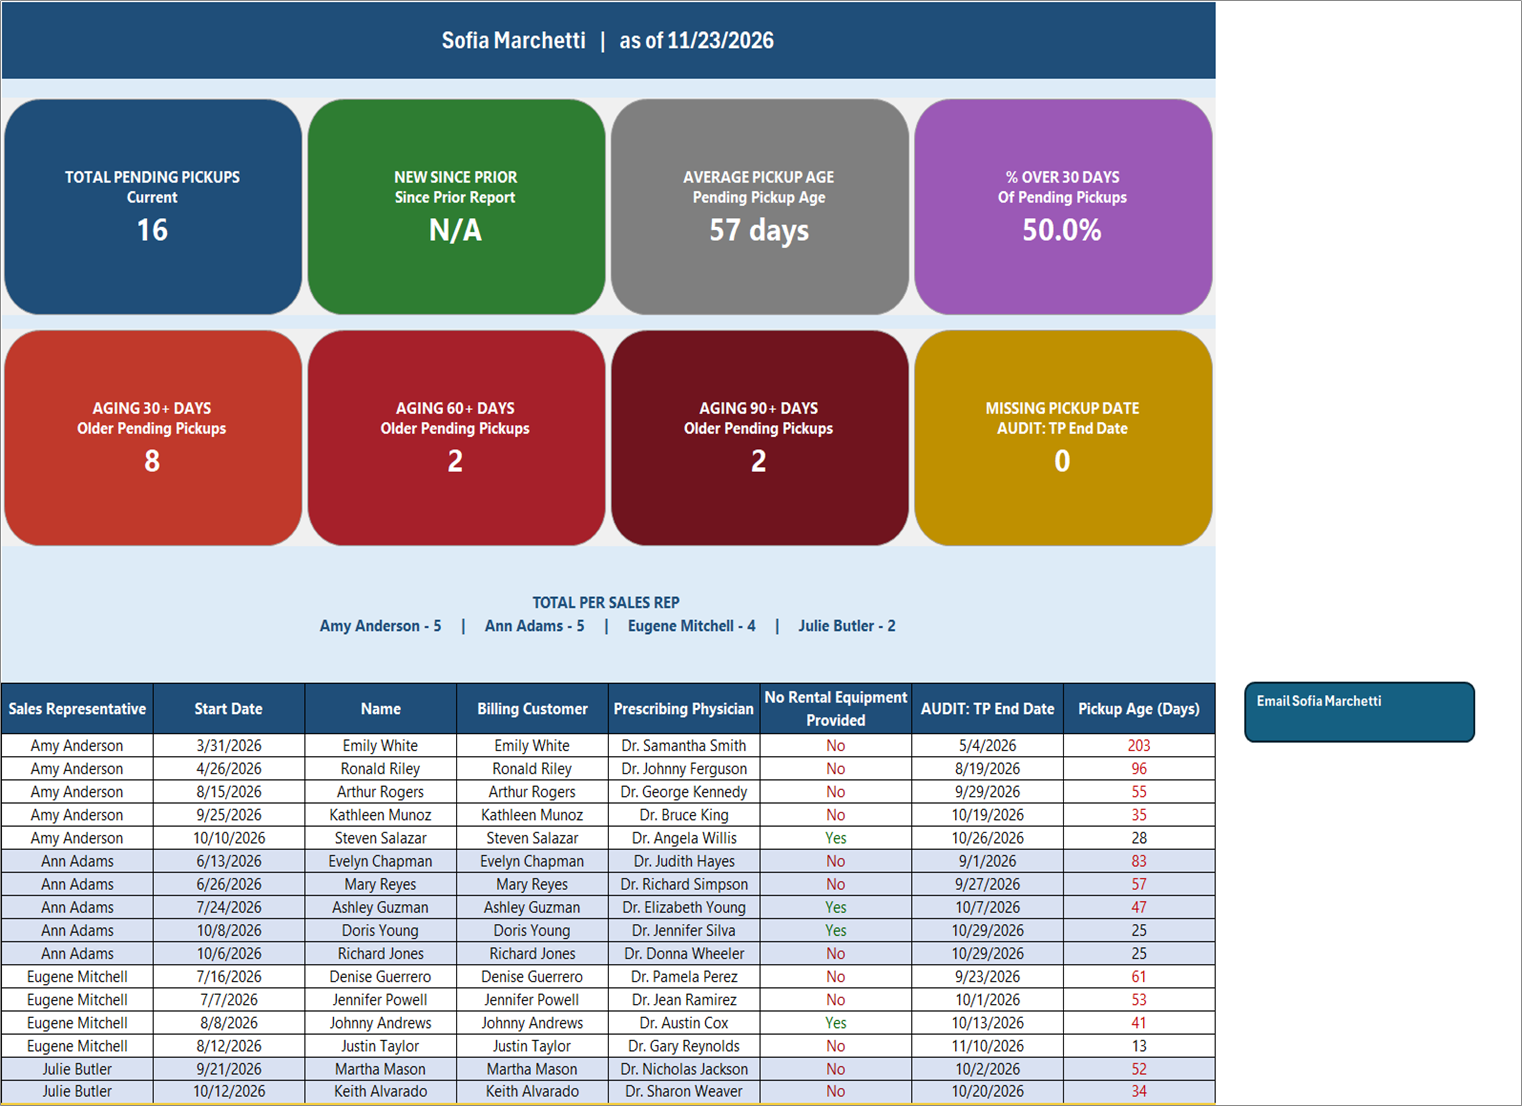 Sofia Marchetti | as of 11/23/2026
TOTAL PENDING PICKUPS
Current
16
NEW SINCE PRIOR
Since Prior Report
N/A
AVERAGE PICKUP AGE
Pending Pickup Age
57 days
% OVER 30 DAYS
Of Pending Pickups
50.0%
AGING 30+ DAYS
Older Pending Pickups
8
AGING 60+ DAYS
Older Pending Pickups
2
AGING 90+ DAYS
Older Pending Pickups
2
MISSING PICKUP DATE
AUDIT: TP End Date
0
TOTAL PER SALES REP
Amy Anderson - 5 | Ann Adams - 5 | Eugene Mitchell - 4 | Julie Butler - 2
Sales Representative Start Date Name Billing Customer Prescribing Physician No Rental Equipment Provided AUDIT: TP End Date Pickup Age (Days)
Email Sofia Marchetti
Amy Anderson 3/31/2026 Emily White Emily White Dr. Samantha Smith No 5/4/2026 203
Amy Anderson 4/26/2026 Ronald Riley Ronald Riley Dr. Johnny Ferguson No 8/19/2026 96
Amy Anderson 8/15/2026 Arthur Rogers Arthur Rogers Dr. George Kennedy No 9/29/2026 55
Amy Anderson 9/25/2026 Kathleen Munoz Kathleen Munoz Dr. Bruce King No 10/19/2026 35
Amy Anderson 10/10/2026 Steven Salazar Steven Salazar Dr. Angela Willis Yes 10/26/2026 28
Ann Adams 6/13/2026 Evelyn Chapman Evelyn Chapman Dr. Judith Hayes No 9/1/2026 83
Ann Adams 6/26/2026 Mary Reyes Mary Reyes Dr. Richard Simpson No 9/27/2026 57
Ann Adams 7/24/2026 Ashley Guzman Ashley Guzman Dr. Elizabeth Young Yes 10/7/2026 47
Ann Adams 10/8/2026 Doris Young Doris Young Dr. Jennifer Silva Yes 10/29/2026 25
Ann Adams 10/6/2026 Richard Jones Richard Jones Dr. Donna Wheeler No 10/29/2026 25
Eugene Mitchell 7/16/2026 Denise Guerrero Denise Guerrero Dr. Pamela Perez No 9/23/2026 61
Eugene Mitchell 7/7/2026 Jennifer Powell Jennifer Powell Dr. Jean Ramirez No 10/1/2026 53
Eugene Mitchell 8/8/2026 Johnny Andrews Johnny Andrews Dr. Austin Cox Yes 10/13/2026 41
Eugene Mitchell 8/12/2026 Justin Taylor Justin Taylor Dr. Gary Reynolds No 11/10/2026 13
Julie Butler 9/21/2026 Martha Mason Martha Mason Dr. Nicholas Jackson No 10/2/2026 52
Julie Butler 10/12/2026 Keith Alvarado Keith Alvarado Dr. Sharon Weaver No 10/20/2026 34